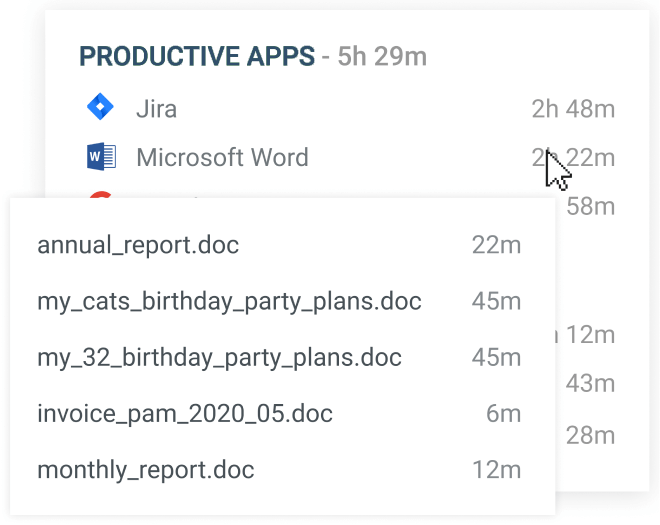 PRODUCTIVE APPS - 5h 29m
Jira 2h 48m
W Microsoft Word 2h 22m
58m
annual_report.doc 22m
my_cats_birthday_party_plans.doc 45m
12m
my_32_birthday_party_plans.doc 45m
43m
invoice_pam_2020_05.doc 6m
28m
monthly_report.doc 12m